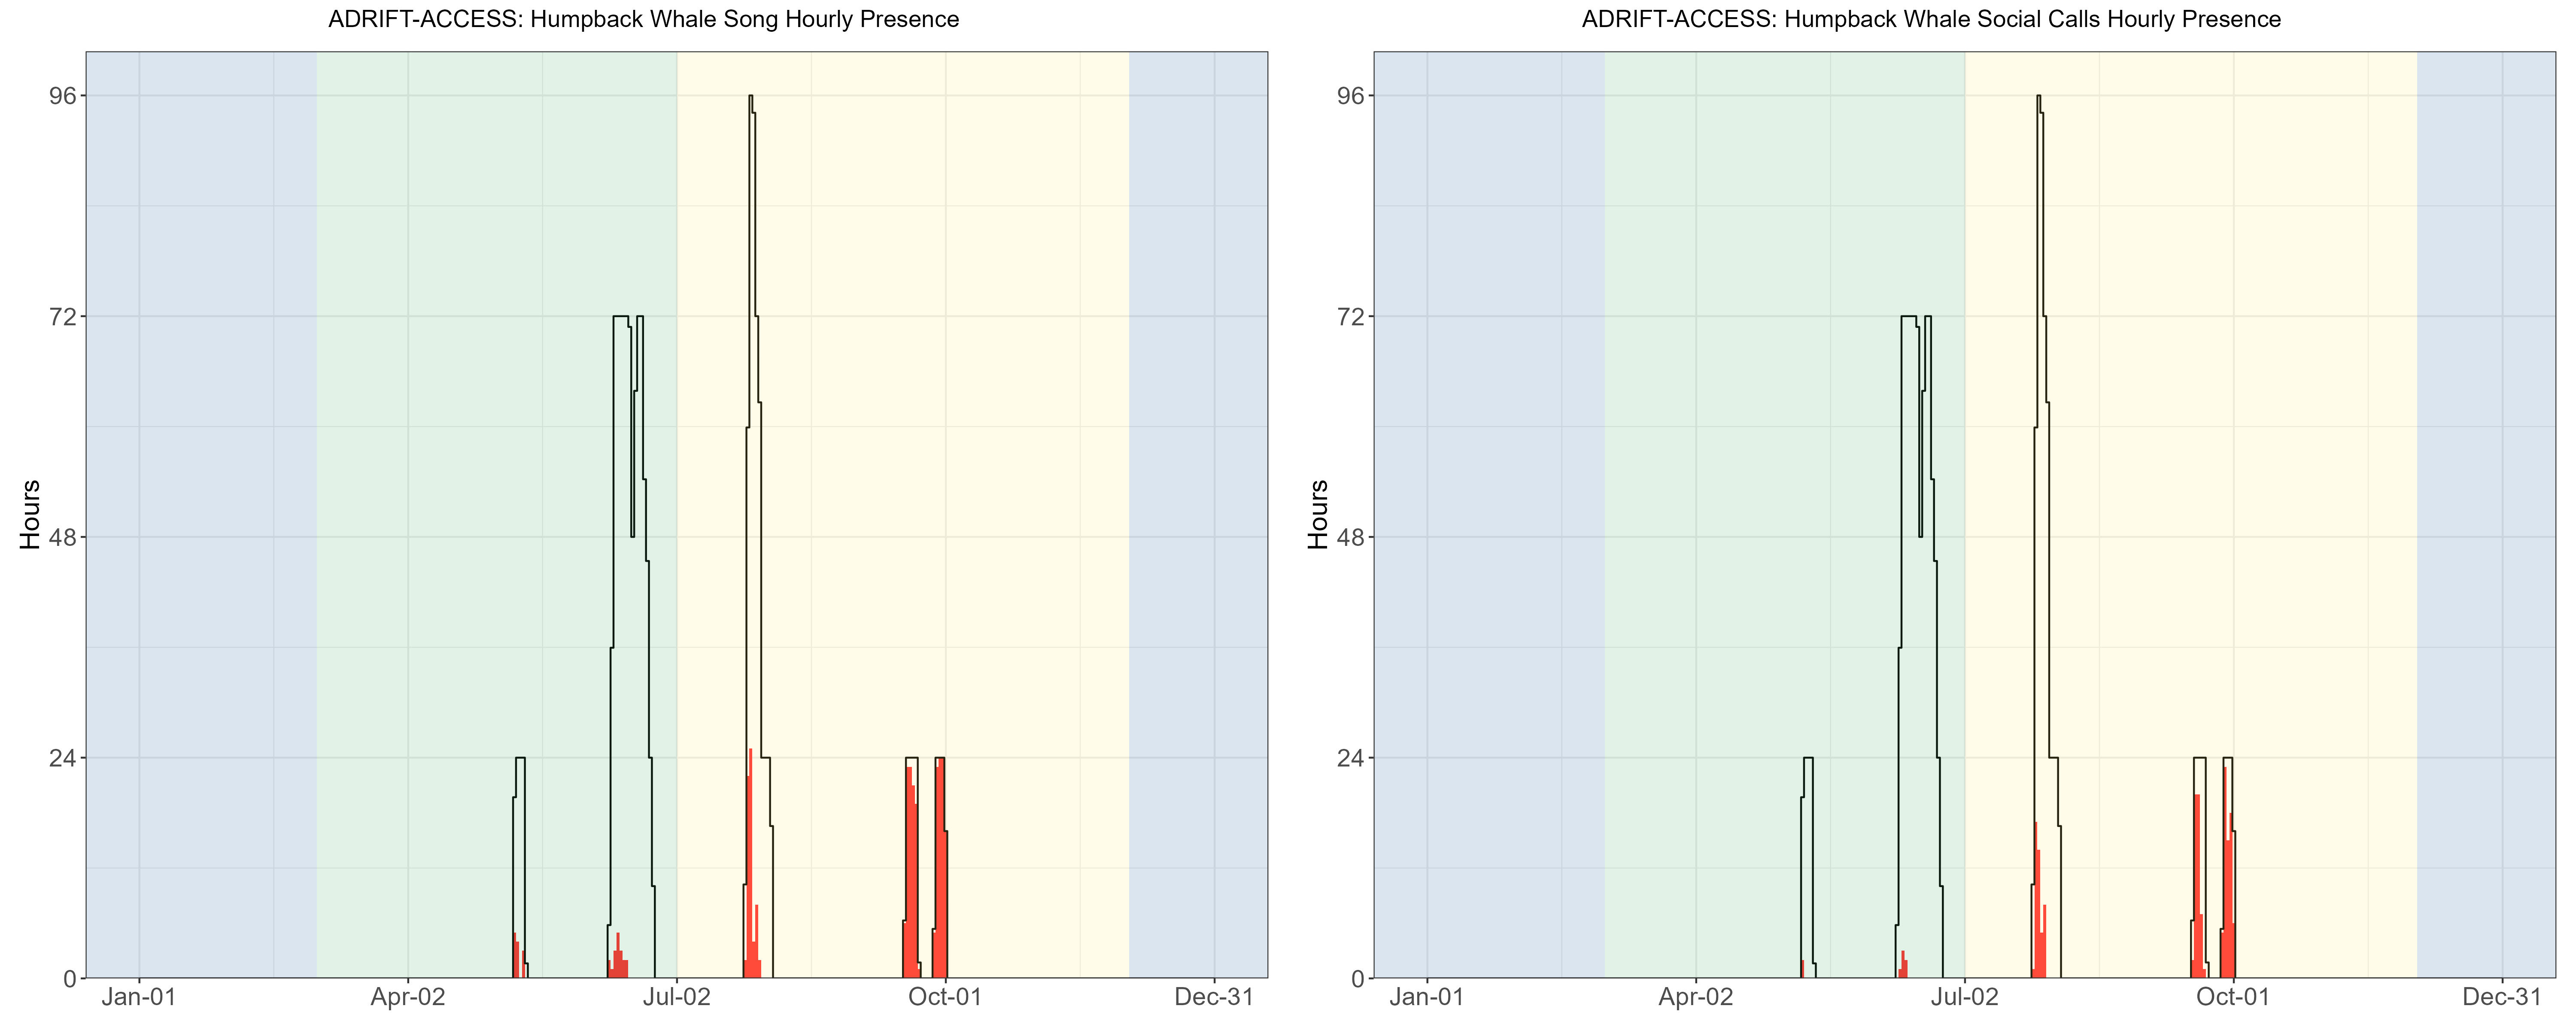 ADRIFT-ACCESS: Humpback Whale Song Hourly Presence
96
72
48
24
0
Hours
Jan-01 Apr-02 Jul-02 Oct-01 Dec-31
ADRIFT-ACCESS: Humpback Whale Social Calls Hourly Presence
96
72
48
24
0
Hours
Jan-01 Apr-02 Jul-02 Oct-01 Dec-31